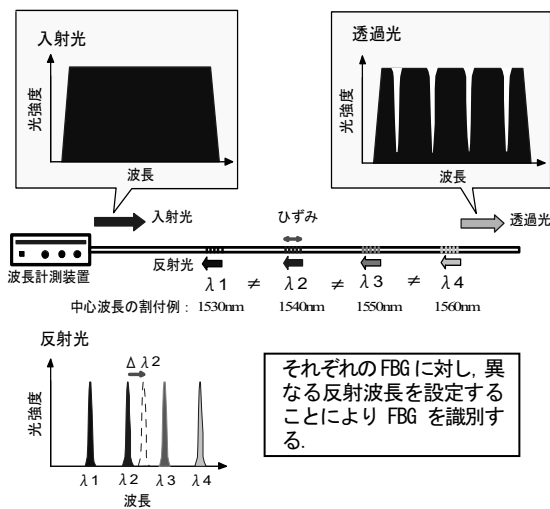 入射光
光強度
波長
透過光
光強度
波長
入射光
ひずみ
透過光
波長計測装置
反射光
λ1 ≠ λ2 ≠ λ3 ≠ λ4
中心波長の割付例： 1530nm 1540nm 1550nm 1560nm
反射光
Δλ2
光強度
λ1 λ2 λ3 λ4
波長
それぞれのFBGに対し, 異
なる反射波長を設定する
ことにより FBG を識別す
る.